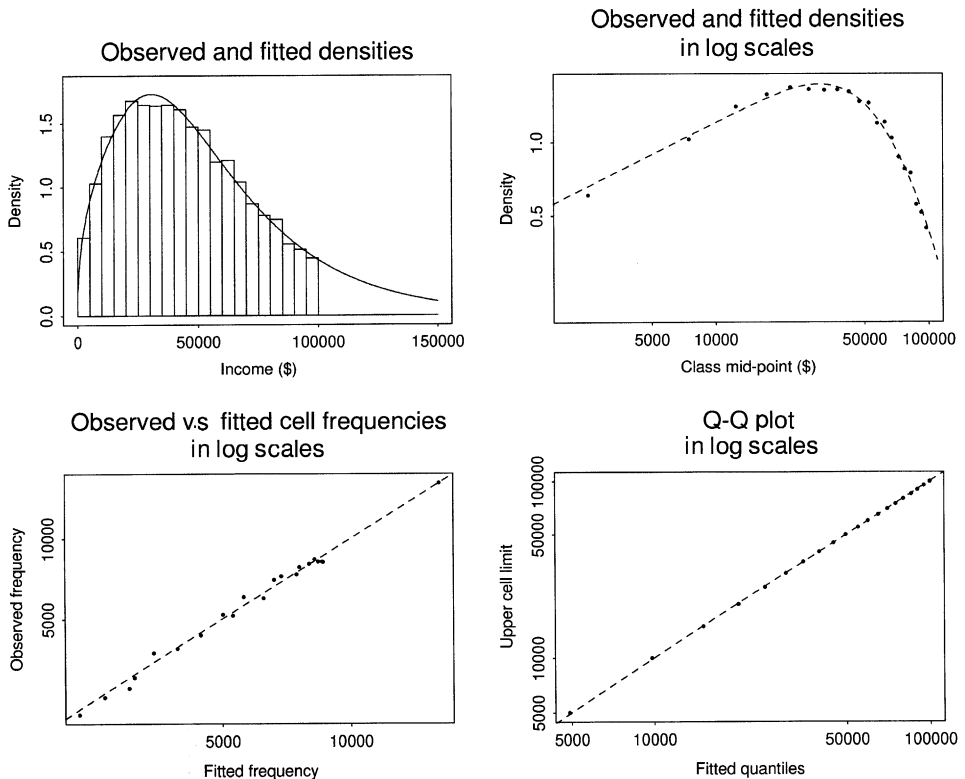 Observed and fitted densities
Density
0.0
0.5
1.0
1.5
0
50000
100000
150000
Income ($)
Observed and fitted densities
in log scales
Density
0.5
1.0
5000
10000
50000
100000
Class mid-point ($)
Observed v.s fitted cell frequencies
in log scales
Observed frequency
5000
10000
5000
10000
Fitted frequency
Q-Q plot
in log scales
Upper cell limit
5000
10000
50000
100000
5000
10000
50000
100000
Fitted quantiles